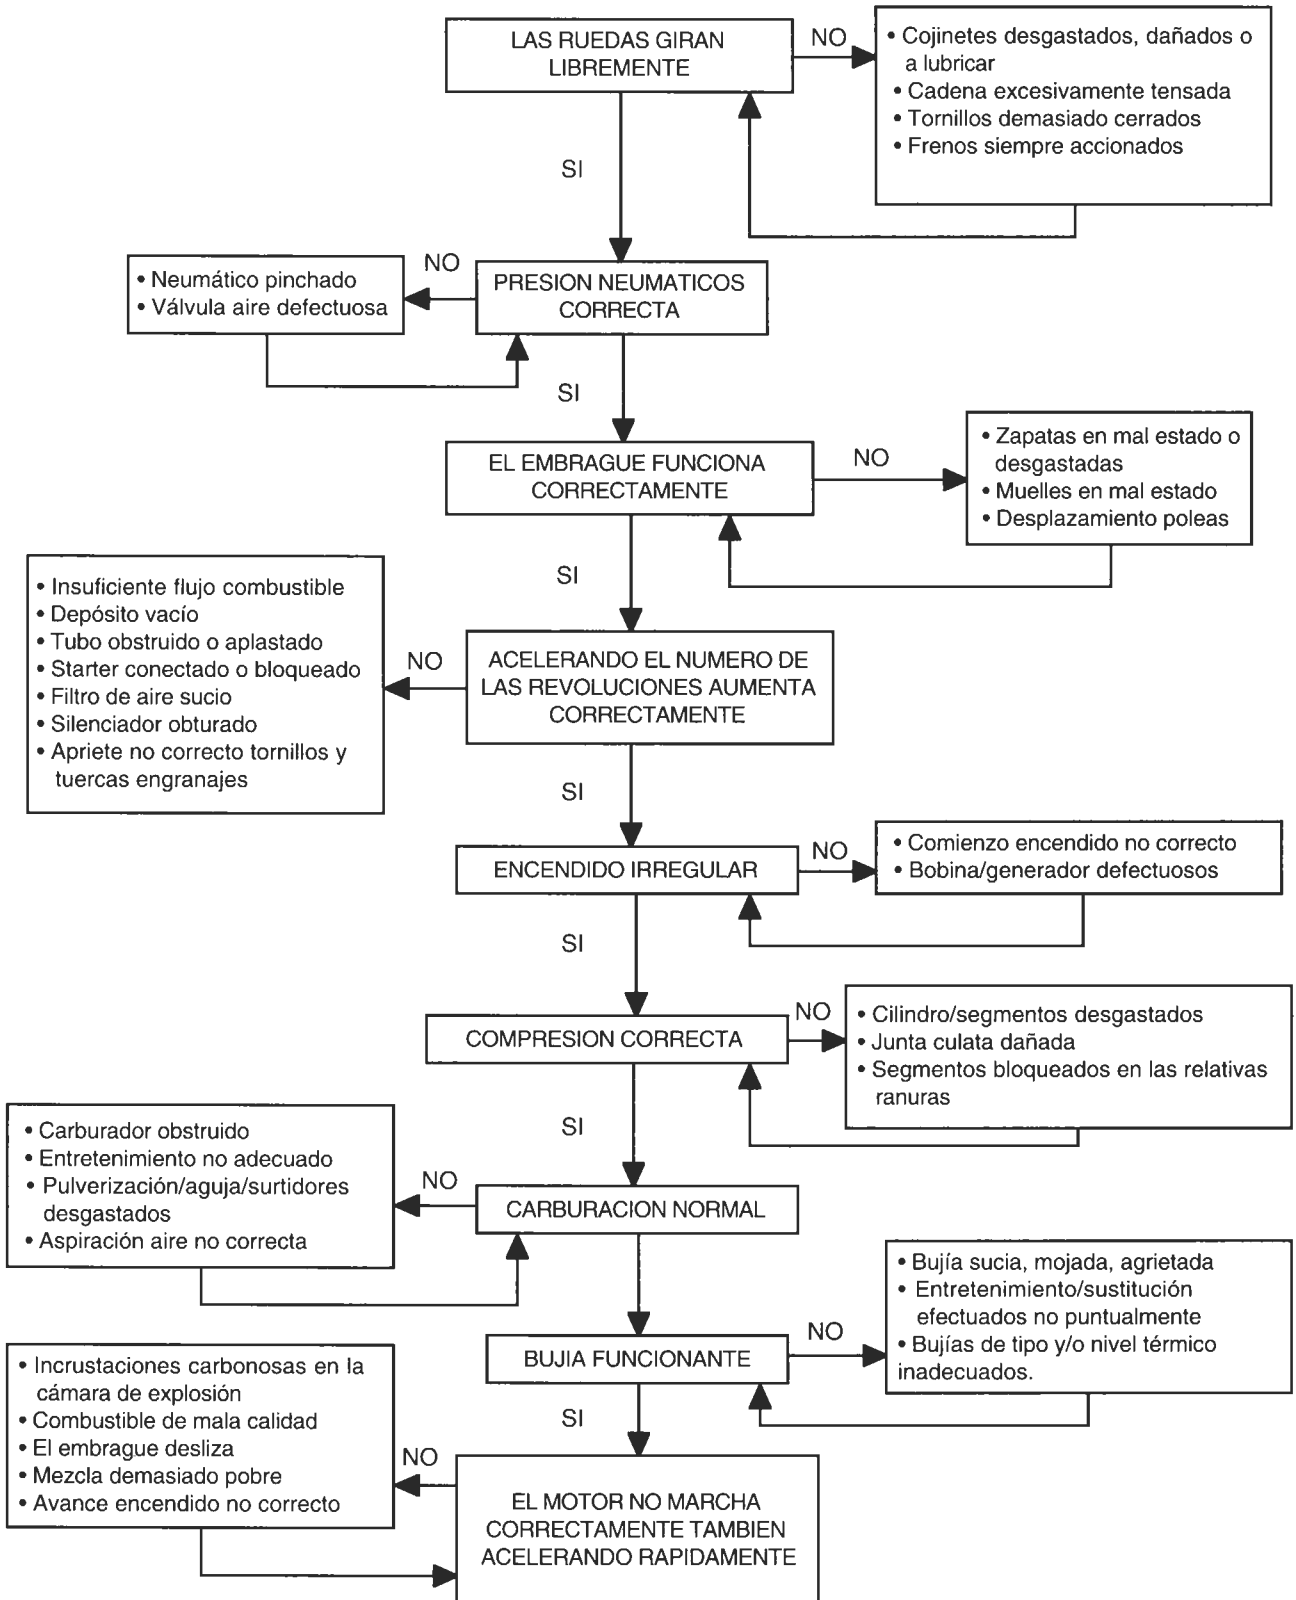 LAS RUEDAS GIRAN
LIBREMENTE
NO
• Cojinetes desgastados, dañados o
a lubricar
• Cadena excesivamente tensada
• Tornillos demasiado cerrados
• Frenos siempre accionados
SI
• Neumático pinchado
• Válvula aire defectuosa
NO
PRESION NEUMATICOS
CORRECTA
SI
EL EMBRAGUE FUNCIONA
CORRECTAMENTE
NO
• Zapatas en mal estado o
desgastadas
• Muelles en mal estado
• Desplazamiento poleas
SI
• Insuficiente flujo combustible
• Depósito vacío
• Tubo obstruido o aplastado
• Starter conectado o bloqueado
• Filtro de aire sucio
• Silenciador obturado
• Apriete no correcto tornillos y
tuercas engranajes
NO
ACELERANDO EL NUMERO DE
LAS REVOLUCIONES AUMENTA
CORRECTAMENTE
SI
ENCENDIDO IRREGULAR
NO
• Comienzo encendido no correcto
• Bobina/generador defectuosos
SI
COMPRESION CORRECTA
NO
• Cilindro/segmentos desgastados
• Junta culata dañada
• Segmentos bloqueados en las relativas
ranuras
SI
• Carburador obstruido
• Entretenimiento no adecuado
• Pulverización/aguja/surtidores
desgastados
• Aspiración aire no correcta
NO
CARBURACION NORMAL
BUJIA FUNCIONANTE
NO
• Bujía sucia, mojada, agrietada
• Entretenimiento/sustitución
efectuados no puntualmente
• Bujías de tipo y/o nivel térmico
inadecuados.
SI
• Incrustaciones carbonosas en la
cámara de explosión
• Combustible de mala calidad
• El embrague desliza
• Mezcla demasiado pobre
• Avance encendido no correcto
NO
EL MOTOR NO MARCHA
CORRECTAMENTE TAMBIEN
ACELERANDO RAPIDAMENTE